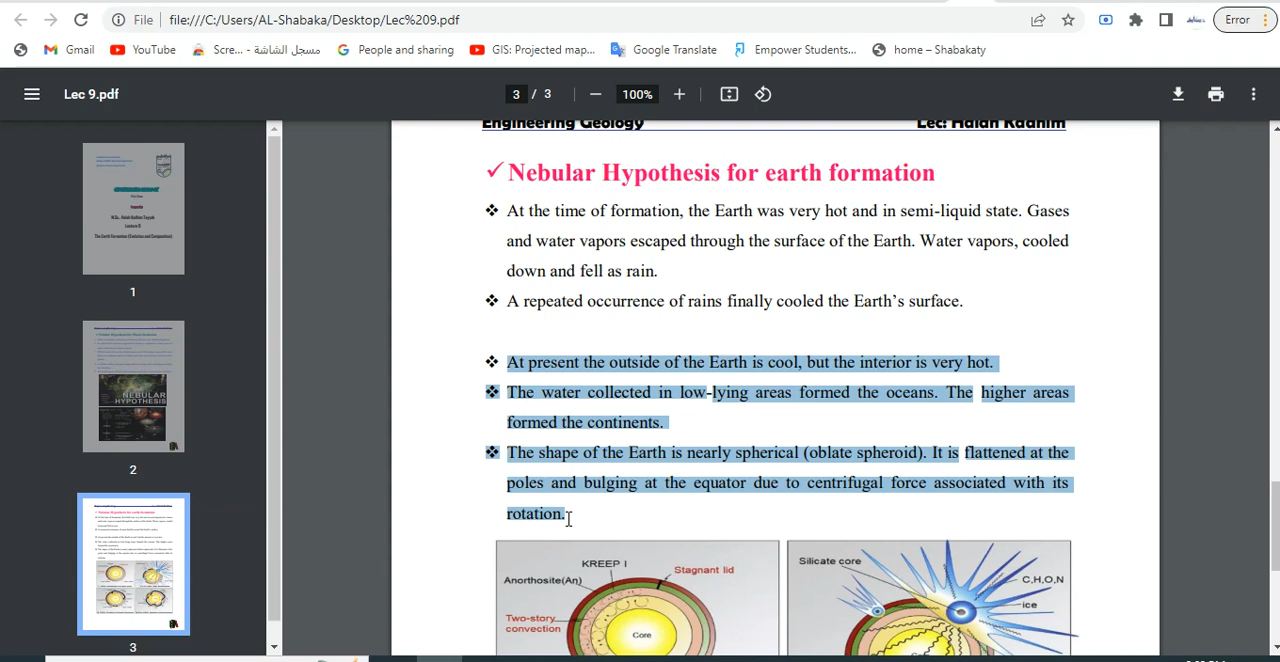 File file:///C:/Users/AL-Shabaka/Desktop/Lec%209.pdf Error
Gmail YouTube Scre... - مسجل الشاشة People and sharing GIS: Projected map... Google Translate Empower Students... home – Shabakaty
Lec 9.pdf 3 / 3 100%
Engineering Geology Lec: Halah Kadhim
✓ Nebular Hypothesis for earth formation
❖ At the time of formation, the Earth was very hot and in semi-liquid state. Gases
and water vapors escaped through the surface of the Earth. Water vapors, cooled
down and fell as rain.
❖ A repeated occurrence of rains finally cooled the Earth's surface.
❖ At present the outside of the Earth is cool, but the interior is very hot.
❖ The water collected in low-lying areas formed the oceans. The higher areas
formed the continents.
❖ The shape of the Earth is nearly spherical (oblate spheroid). It is flattened at the
poles and bulging at the equator due to centrifugal force associated with its
rotation.
KREEP I
Stagnant lid
Anorthosite(An)
Two-story
convection
Core
Silicate core
C,H,O,N
ice
1
NEBULAR
HYPOTHESIS
2
3